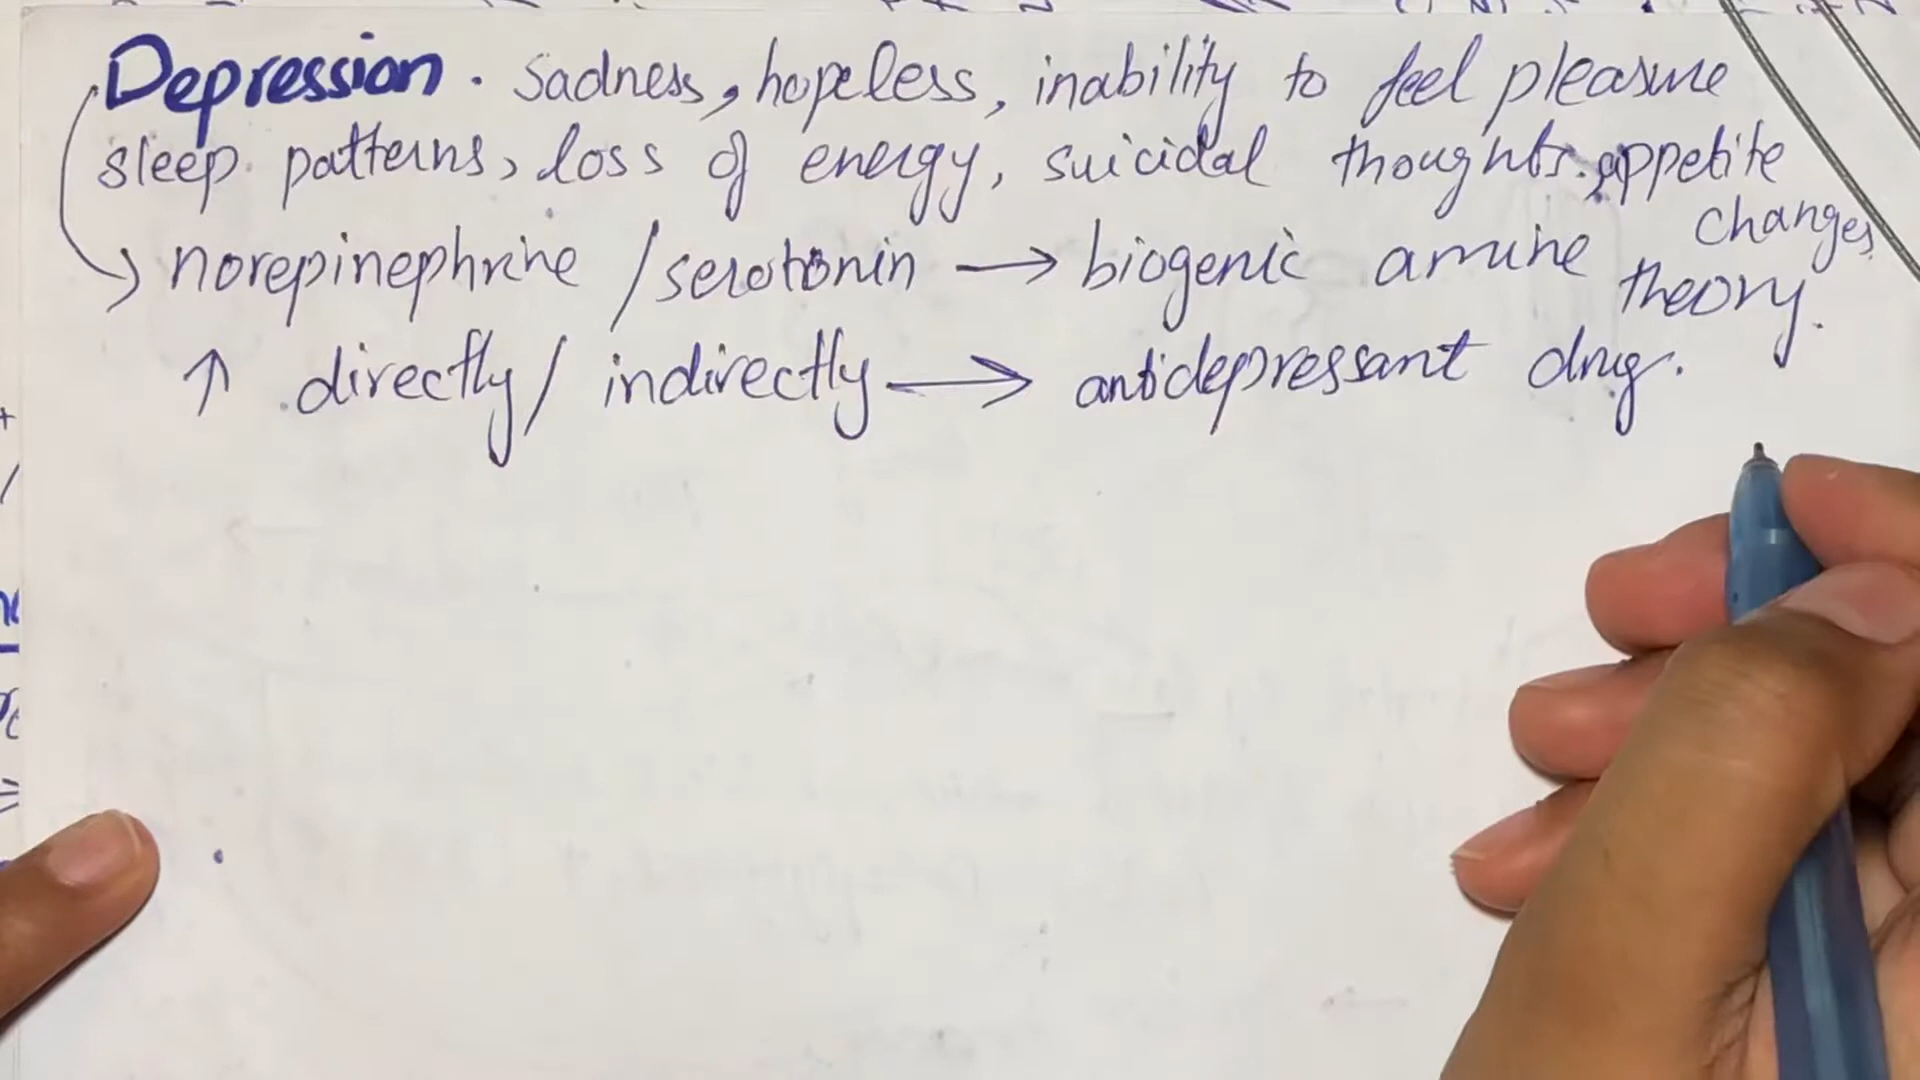 Depression. Sadness, hopeless, inability to feel pleasure
sleep patterns, loss of energy, suicidal thoughts. appetite
changes
norepinephrine / serotonin → biogenic amine theory.
↑ directly / indirectly → antidepressant drug.